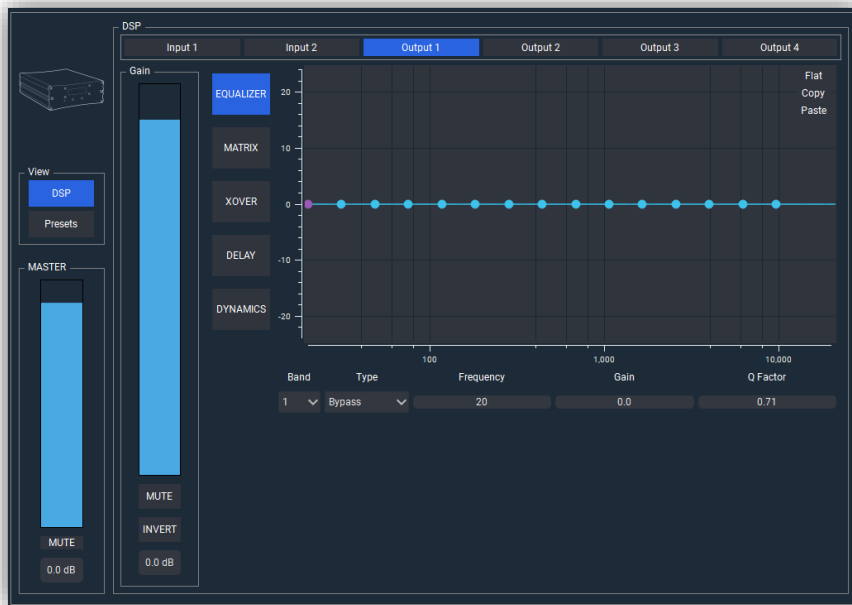 DSP
Input 1
Input 2
Output 1
Output 2
Output 3
Output 4
View
DSP
Presets
MASTER
MUTE
0.0 dB
Gain
MUTE
INVERT
0.0 dB
EQUALIZER
MATRIX
XOVER
DELAY
DYNAMICS
Flat
Copy
Paste
20
10
0
-10
-20
100
1,000
10,000
Band Type Frequency Gain Q Factor
1 Bypass 20 0.0 0.71